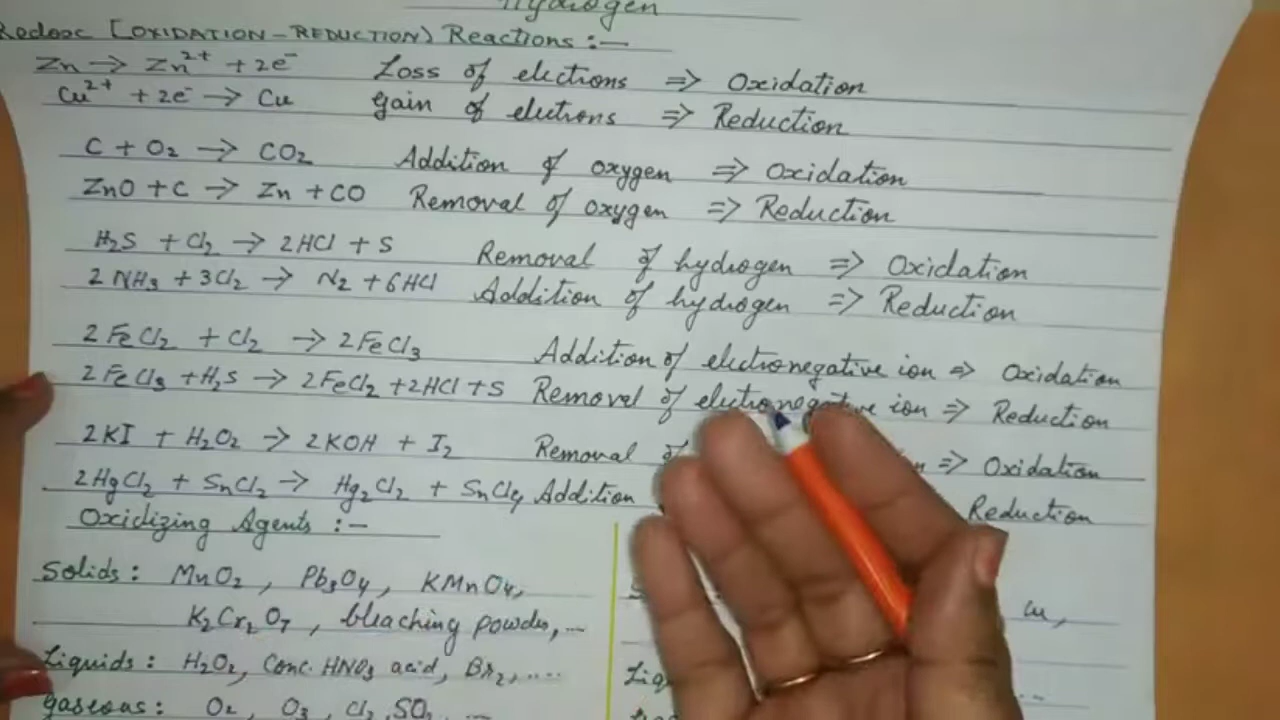 Hydrogen
Redox [OXIDATION-REDUCTION) Reactions :-
Zn → Zn²⁺ + 2e⁻ Loss of elections ⇒ Oxidation
Cu²⁺ + 2e⁻ → Cu gain of elections ⇒ Reduction
C + O₂ → CO₂ Addition of oxygen ⇒ Oxidation
ZnO + C → Zn + CO Removal of oxygen ⇒ Reduction
H₂S + Cl₂ → 2HCl + S Removal of hydrogen ⇒ Oxidation
2NH₃ + 3Cl₂ → N₂ + 6HCl Addition of hydrogen ⇒ Reduction
2FeCl₂ + Cl₂ → 2FeCl₃ Addition of electronegative ion ⇒ Oxidation
2FeCl₃ + H₂S → 2FeCl₂ + 2HCl + S Removal of electronegative ion ⇒ Reduction
2KI + H₂O₂ → 2KOH + I₂ Removal of ⇒ Oxidation
2HgCl₂ + SnCl₂ → Hg₂Cl₂ + SnCl₄ Addition Reduction
Oxidizing Agents :-
Solids : MnO₂, Pb₃O₄, KMnO₄,
K₂Cr₂O₇, bleaching powder, ...
Cu,
Liquids : H₂O₂, Conc. HNO₃ acid, Br₂, ....
gaseous : O₂, O₃, Cl₂, SO₂, ...